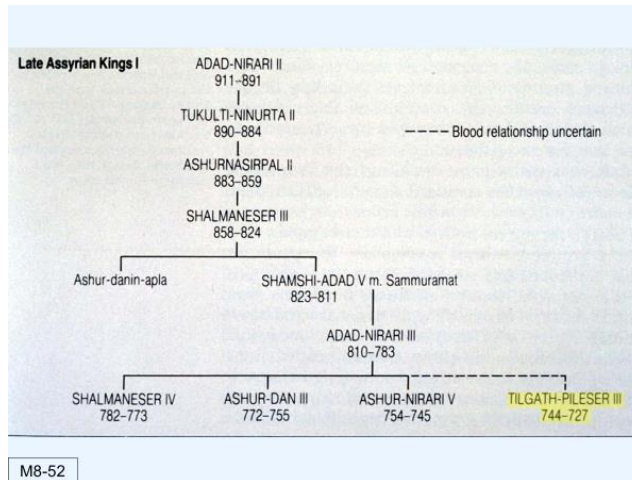 Late Assyrian Kings I
ADAD-NIRARI II
911–891
TUKULTI-NINURTA II
890–884
Blood relationship uncertain
ASHURNASIRPAL II
883–859
SHALMANESER III
858–824
Ashur-danin-apla
SHAMSHI-ADAD V m. Sammuramat
823–811
ADAD-NIRARI III
810–783
SHALMANESER IV
782–773
ASHUR-DAN III
772–755
ASHUR-NIRARI V
754–745
TILGATH-PILESER III
744–727
M8-52